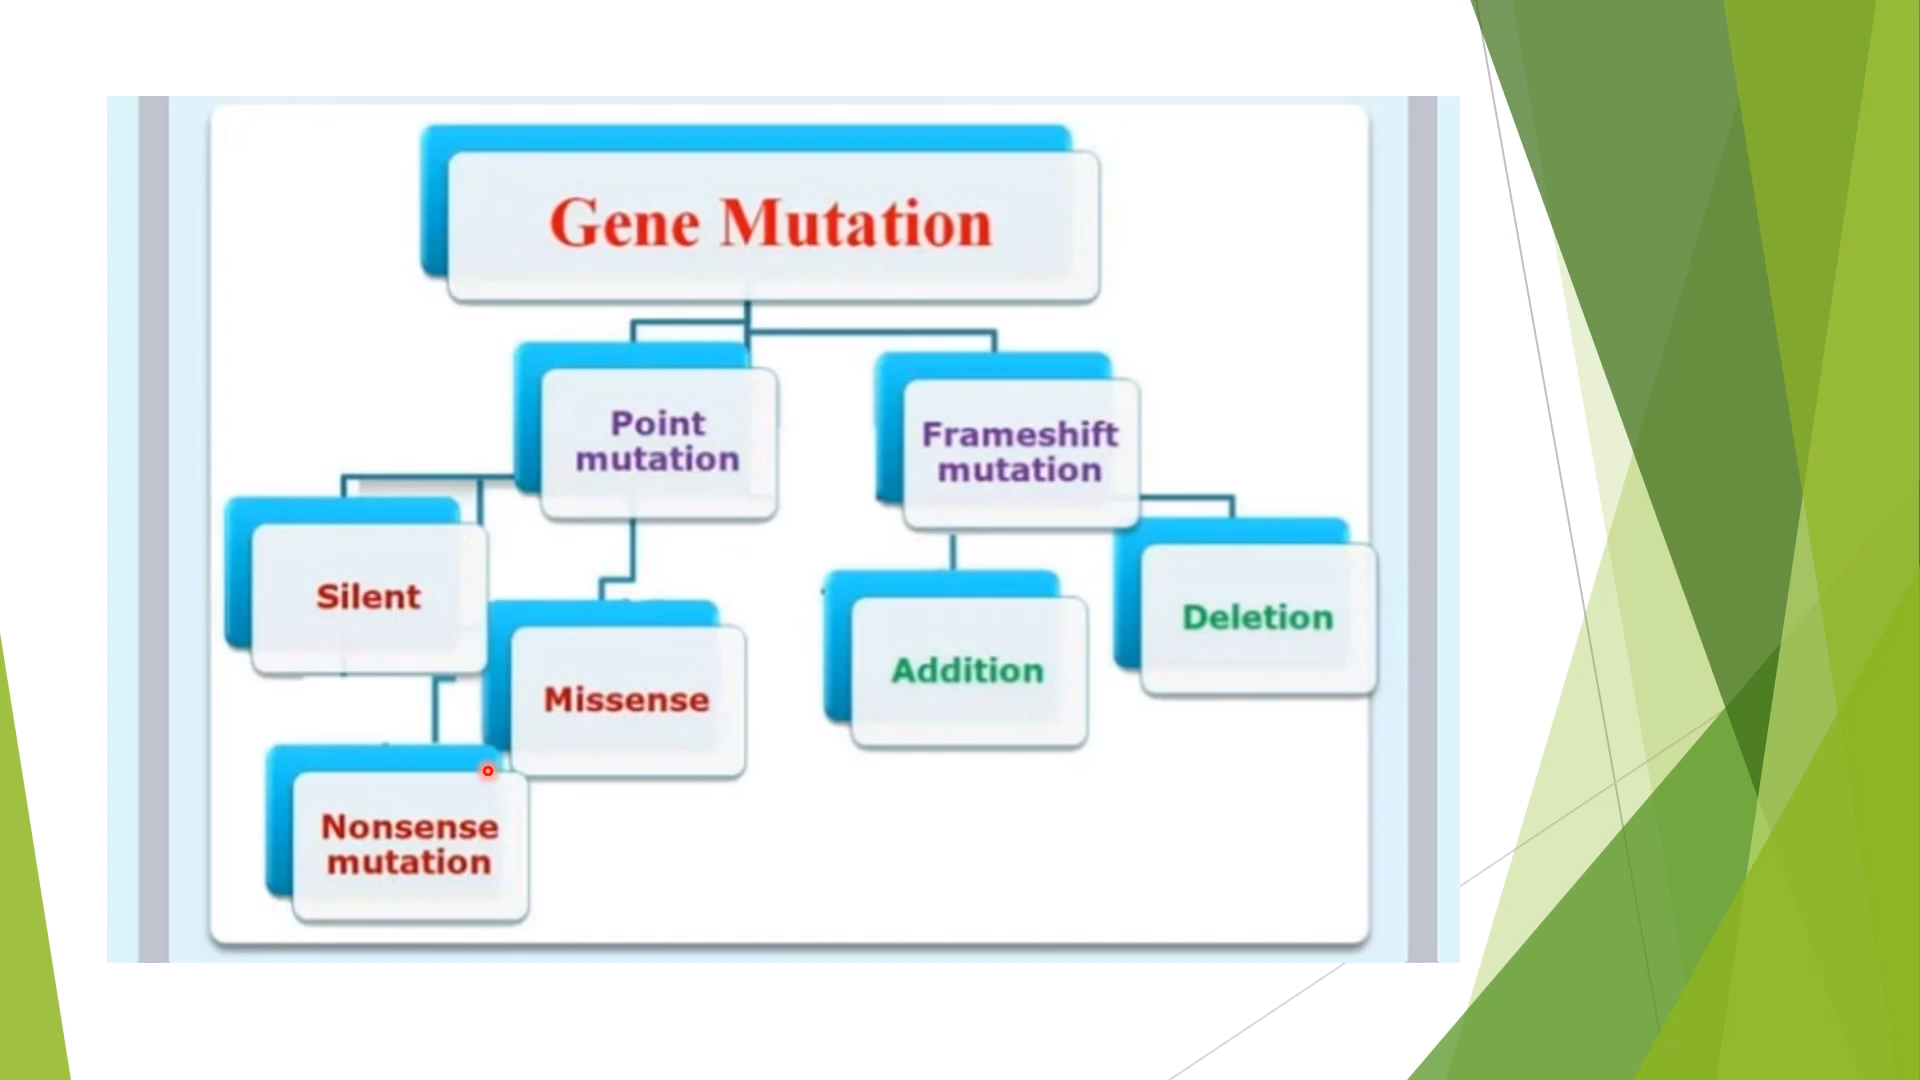 Gene Mutation
Point
mutation
Frameshift
mutation
Silent
Missense
Addition
Deletion
Nonsense
mutation